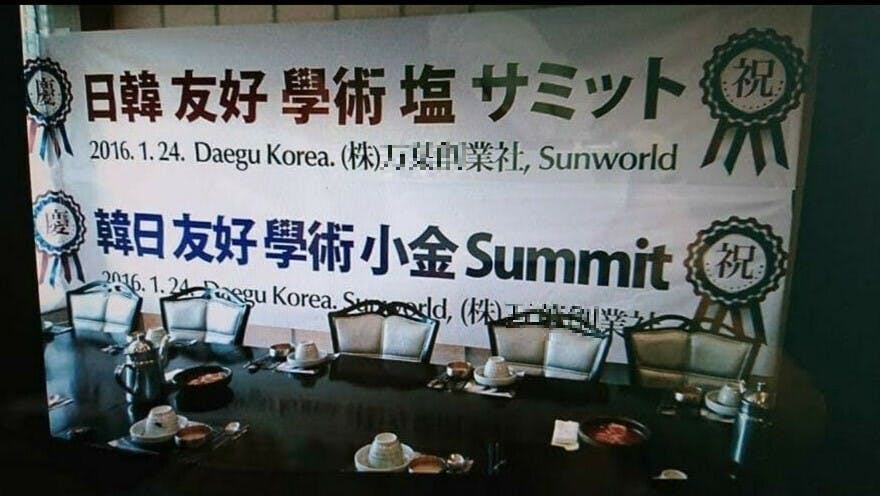 慶 日韓 友好 學術 塩 サミット 祝
2016. 1. 24. Daegu Korea. (株)業社, Sunworld
慶 韓日 友好 學術 小金 Summit 祝
2016. 1. 24. Daegu Korea. Sunworld, (株)